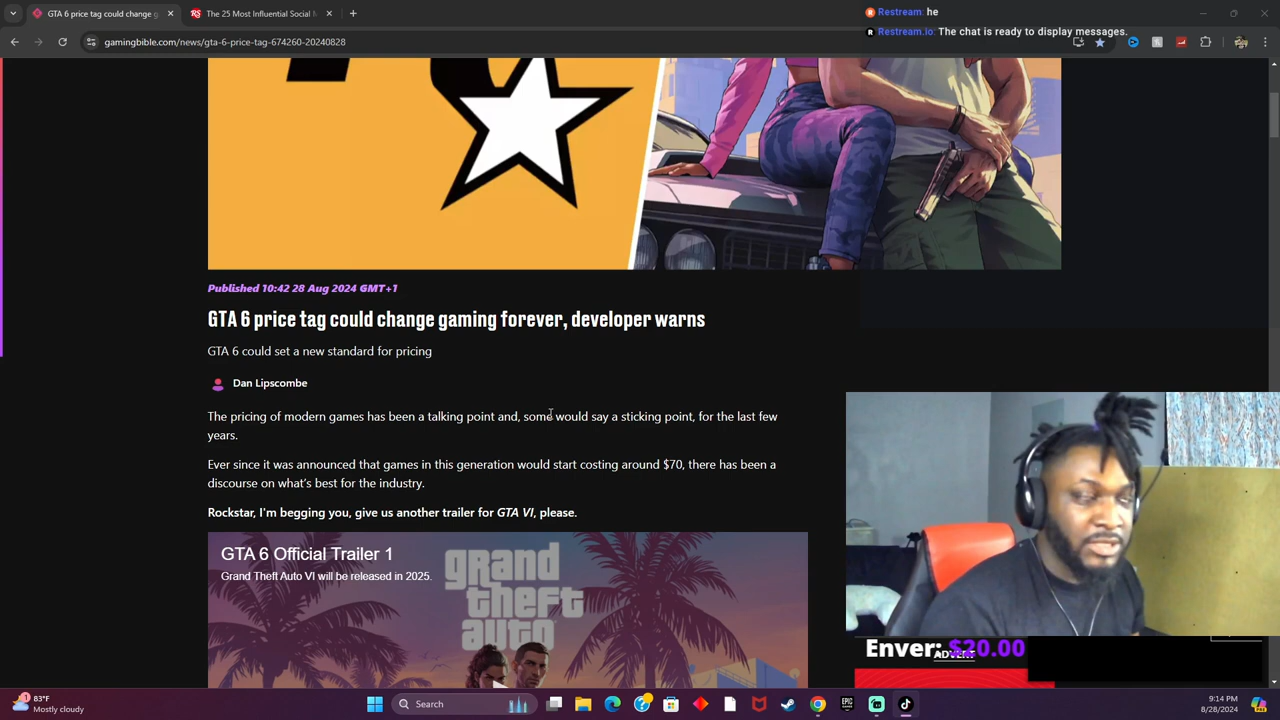 GTA 6 price tag could change g
The 25 Most Influential Social M
Restream: he
gamingbible.com/news/gta-6-price-tag-674260-20240828
Restream.io: The chat is ready to display messages.
Published 10:42 28 Aug 2024 GMT+1
GTA 6 price tag could change gaming forever, developer warns
GTA 6 could set a new standard for pricing
Dan Lipscombe
The pricing of modern games has been a talking point and, some would say a sticking point, for the last few
years.
Ever since it was announced that games in this generation would start costing around $70, there has been a
discourse on what’s best for the industry.
Rockstar, I'm begging you, give us another trailer for GTA VI, please.
GTA 6 Official Trailer 1
Grand Theft Auto VI will be released in 2025.
grand
theft
auto
Enver: $20.00
ADVERT
83°F
Mostly cloudy
Search
9:14 PM
8/28/2024